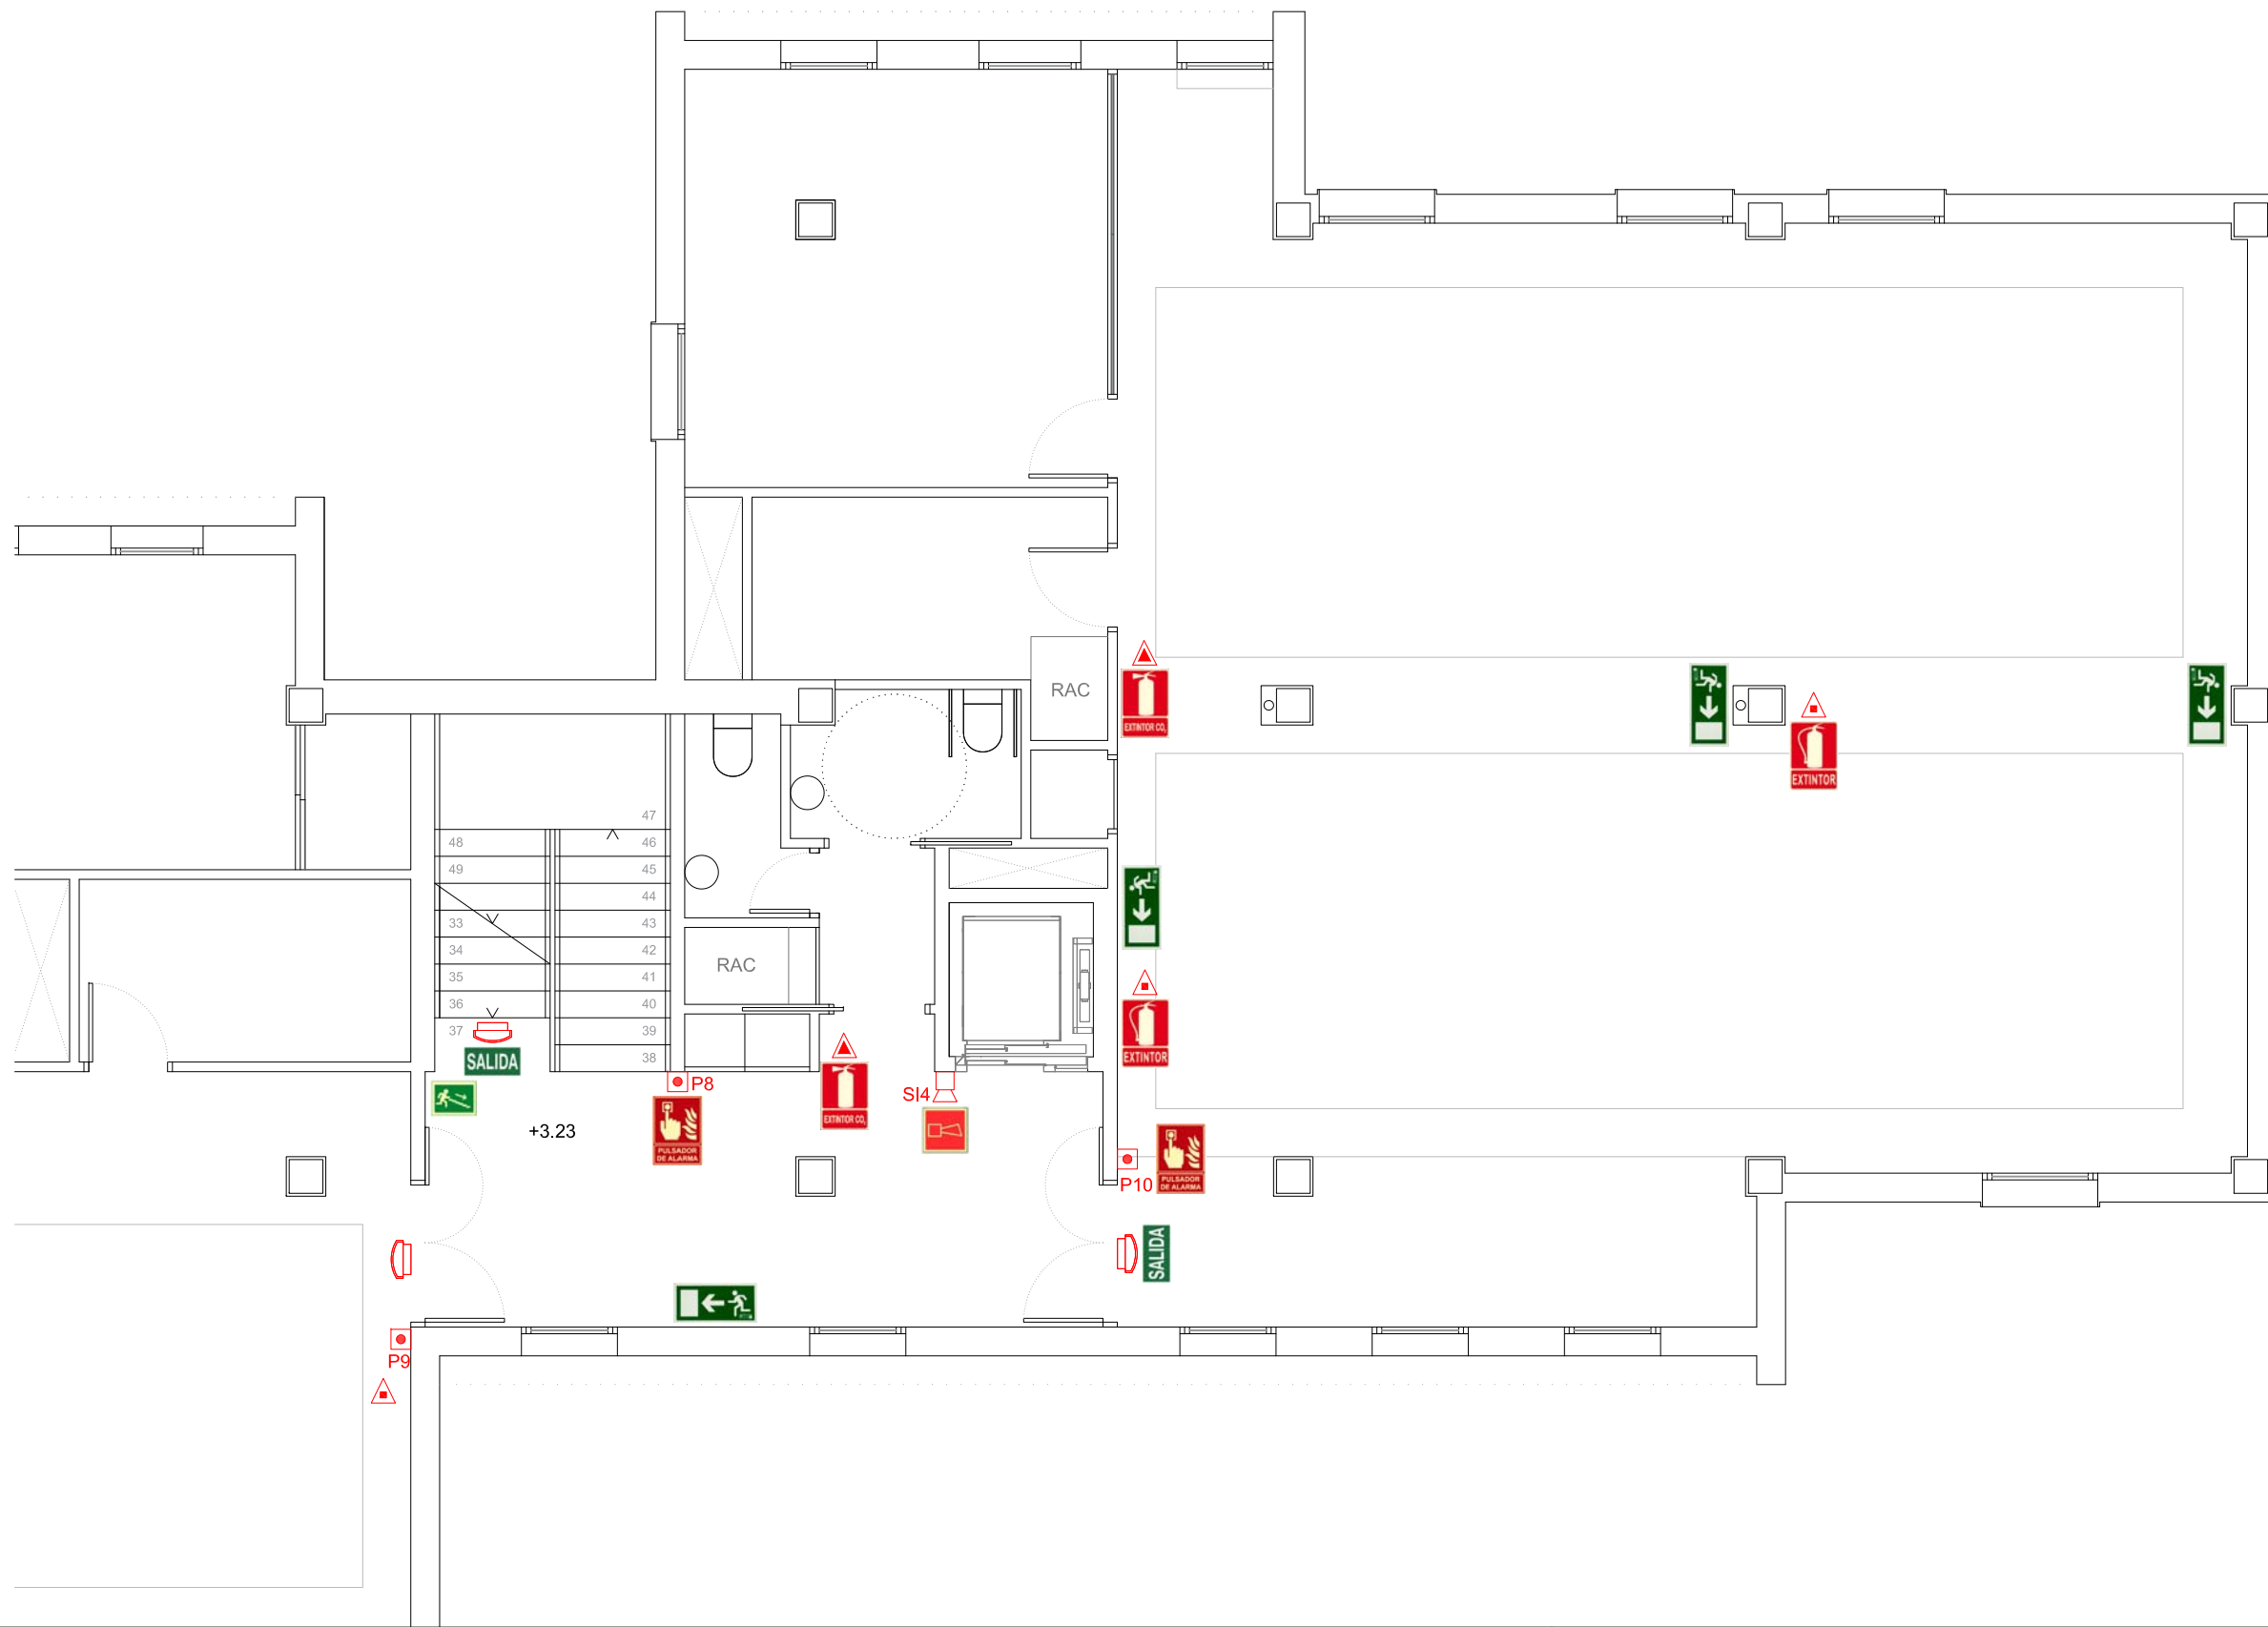 RAC
EXTINTOR CO2
EXTINTOR
47
48
46
49
45
44
33
43
34
42
35
41
36
40
37
39
38
RAC
SALIDA
EXTINTOR
P8
SI4
EXTINTOR CO2
+3.23
PULSADOR
DE ALARMA
P10
PULSADOR
DE ALARMA
SALIDA
P9